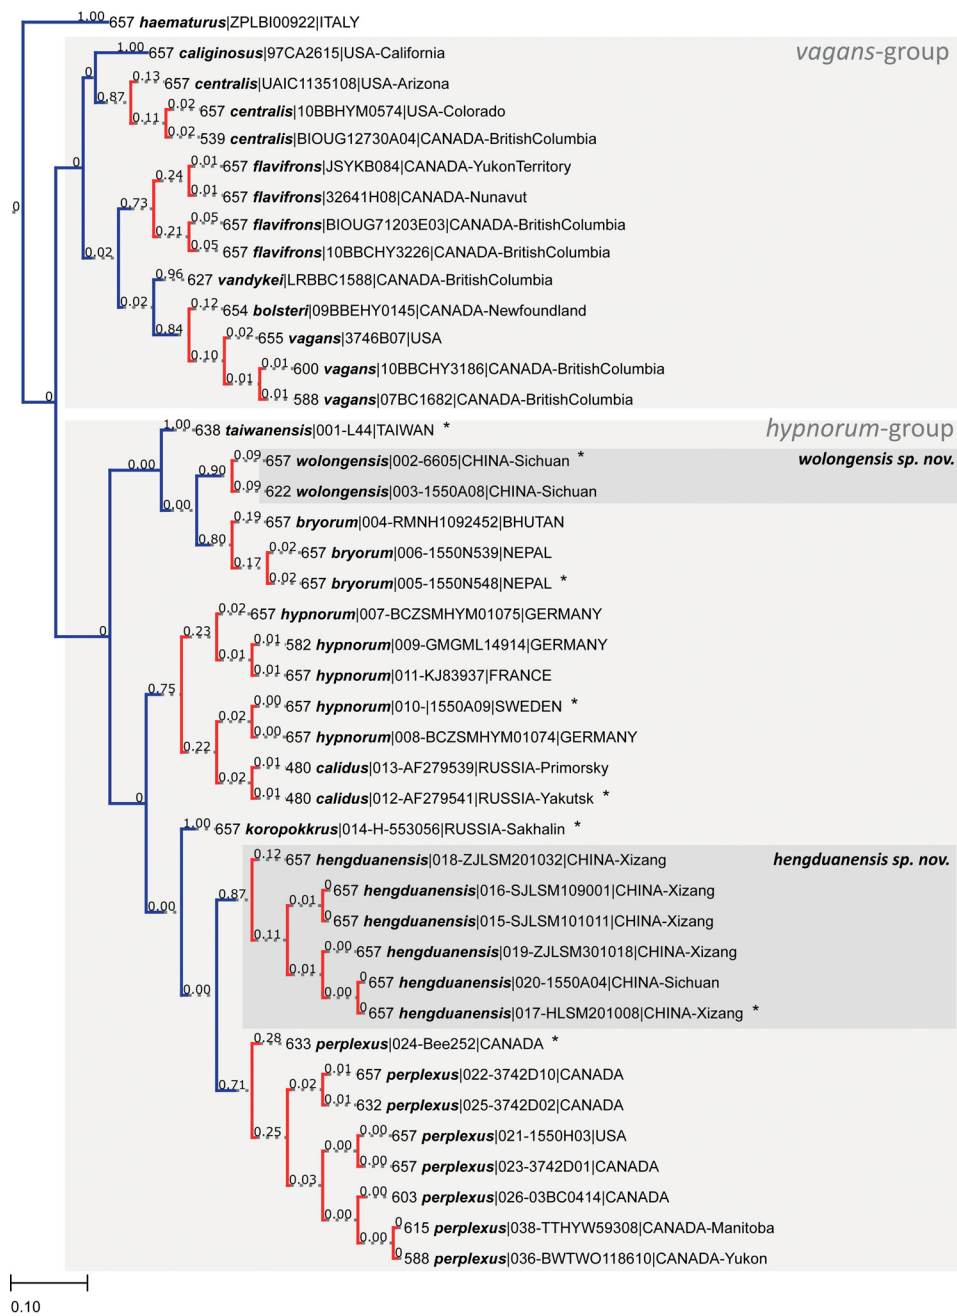 1.00 657 haematurus|ZPLBI00922|ITALY
vagans-group
1.00 657 caliginosus|97CA2615|USA-California
0
0.13 657 centralis|UAIC1135108|USA-Arizona
0.87
0.02 657 centralis|10BBHYM0574|USA-Colorado
0.11
0.02 539 centralis|BIOUG12730A04|CANADA-BritishColumbia
0
0.01 657 flavifrons|JSYKB084|CANADA-YukonTerritory
0.24
0.01 657 flavifrons|32641H08|CANADA-Nunavut
0
0.73
0.05 657 flavifrons|BIOUG71203E03|CANADA-BritishColumbia
0.21
0.05 657 flavifrons|10BBCHY3226|CANADA-BritishColumbia
0.02
0.96 627 vandykei|LRBBC1588|CANADA-BritishColumbia
0.02
0.12 654 bolsteri|09BBEHY0145|CANADA-Newfoundland
0.84
0.02 655 vagans|3746B07|USA
0.10
0.01 600 vagans|10BBCHY3186|CANADA-BritishColumbia
0.01
0.01 588 vagans|07BC1682|CANADA-BritishColumbia
0
hypnorum-group
1.00 638 taiwanensis|001-L44|TAIWAN *
wolongensis sp. nov.
0.09 657 wolongensis|002-6605|CHINA-Sichuan *
0.00
0.90
0.09 622 wolongensis|003-1550A08|CHINA-Sichuan
0.00
0.19 657 bryorum|004-RMNH1092452|BHUTAN
0.80
0.02 657 bryorum|006-1550N539|NEPAL
0.17
0.02 657 bryorum|005-1550N548|NEPAL *
0.02 657 hypnorum|007-BCZSMHYM01075|GERMANY
0
0.23
0.01 582 hypnorum|009-GMGML14914|GERMANY
0.01
0.01 657 hypnorum|011-KJ83937|FRANCE
0.75
0.00 657 hypnorum|010-|1550A09|SWEDEN *
0.02
0.00 657 hypnorum|008-BCZSMHYM01074|GERMANY
0.22
0.01 480 calidus|013-AF279539|RUSSIA-Primorsky
0.02
0.01 480 calidus|012-AF279541|RUSSIA-Yakutsk *
0
1.00 657 koropokkrus|014-H-553056|RUSSIA-Sakhalin *
hengduanensis sp. nov.
0.12 657 hengduanensis|018-ZJLSM201032|CHINA-Xizang
0 657 hengduanensis|016-SJLSM109001|CHINA-Xizang
0.87
0.01
0.00
0 657 hengduanensis|015-SJLSM101011|CHINA-Xizang
0.11
0.00 657 hengduanensis|019-ZJLSM301018|CHINA-Xizang
0.01
0 657 hengduanensis|020-1550A04|CHINA-Sichuan
0.00
0.00
0 657 hengduanensis|017-HLSM201008|CHINA-Xizang *
0.28 633 perplexus|024-Bee252|CANADA *
0.01 657 perplexus|022-3742D10|CANADA
0.71
0.02
0.01 632 perplexus|025-3742D02|CANADA
0.25
0.00 657 perplexus|021-1550H03|USA
0.00
0.00 657 perplexus|023-3742D01|CANADA
0.03
0.00 603 perplexus|026-03BC0414|CANADA
0.00
0 615 perplexus|038-TTHYW59308|CANADA-Manitoba
0.00
0 588 perplexus|036-BWTWO118610|CANADA-Yukon
0.10